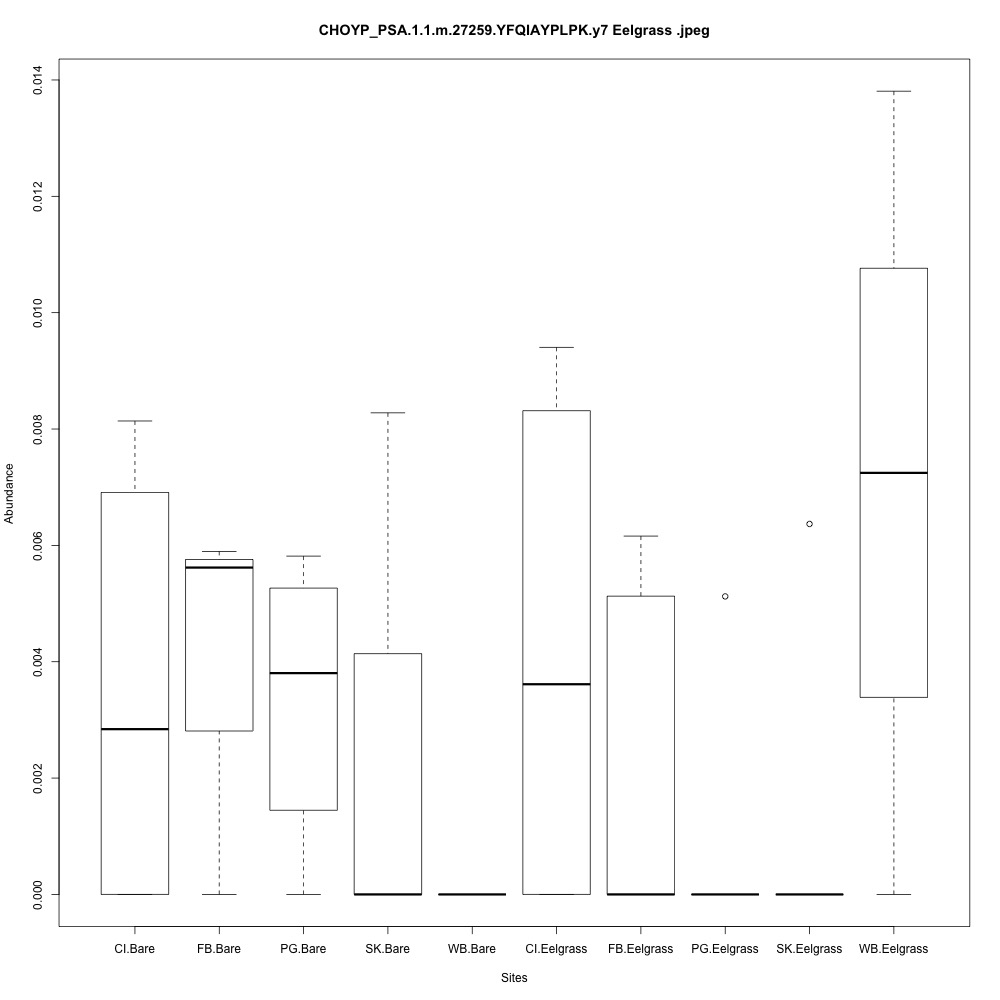 CHOYP_PSA.1.1.m.27259.YFQIAYPLPK.y7 Eelgrass .jpeg
0.014
0.012
0.010
0.008
0.006
0.004
0.002
0.000
Abundance
CI.Bare FB.Bare PG.Bare SK.Bare WB.Bare CI.Eelgrass FB.Eelgrass PG.Eelgrass SK.Eelgrass WB.Eelgrass
Sites